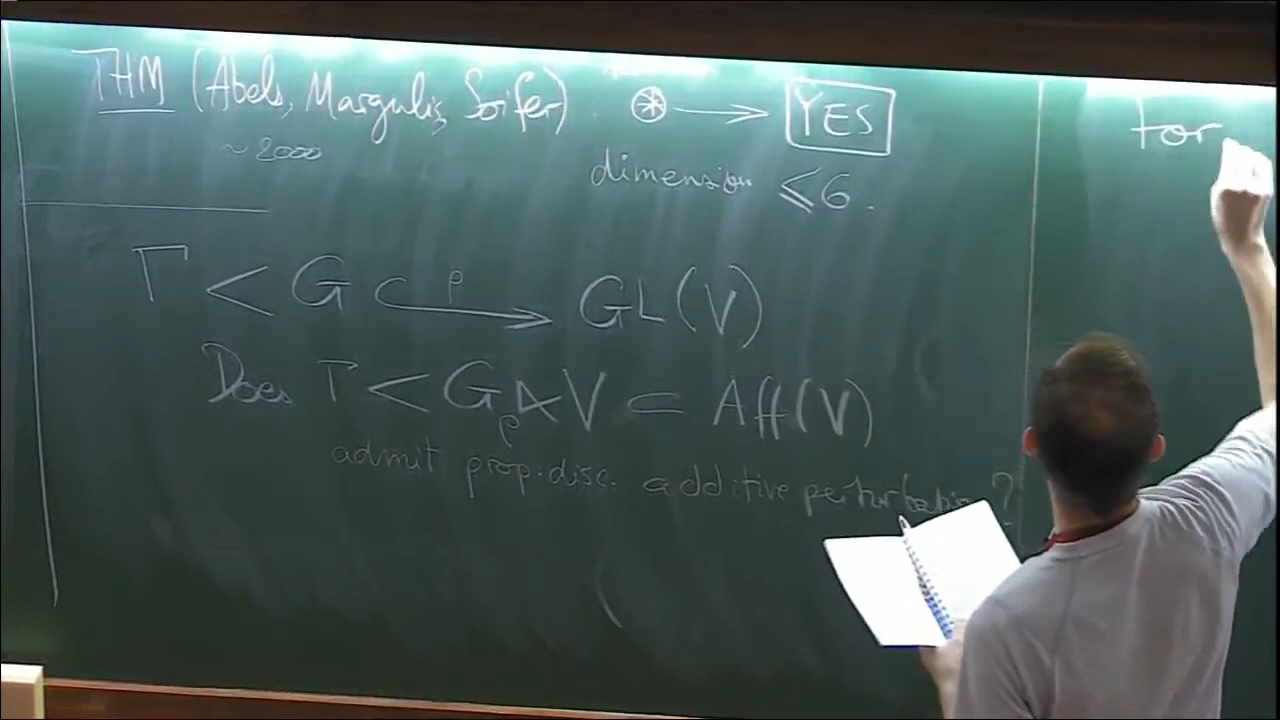 THM (Abels, Margulis, Soifer) ⊛ → YES
~ 2000
dimension ⩽ 6.
Γ < G ⊂ρ→ GL(V)
Does Γ < G ⋉ρ V ⊂ Aff(V)
admit prop. disc. additive perturbation?
For